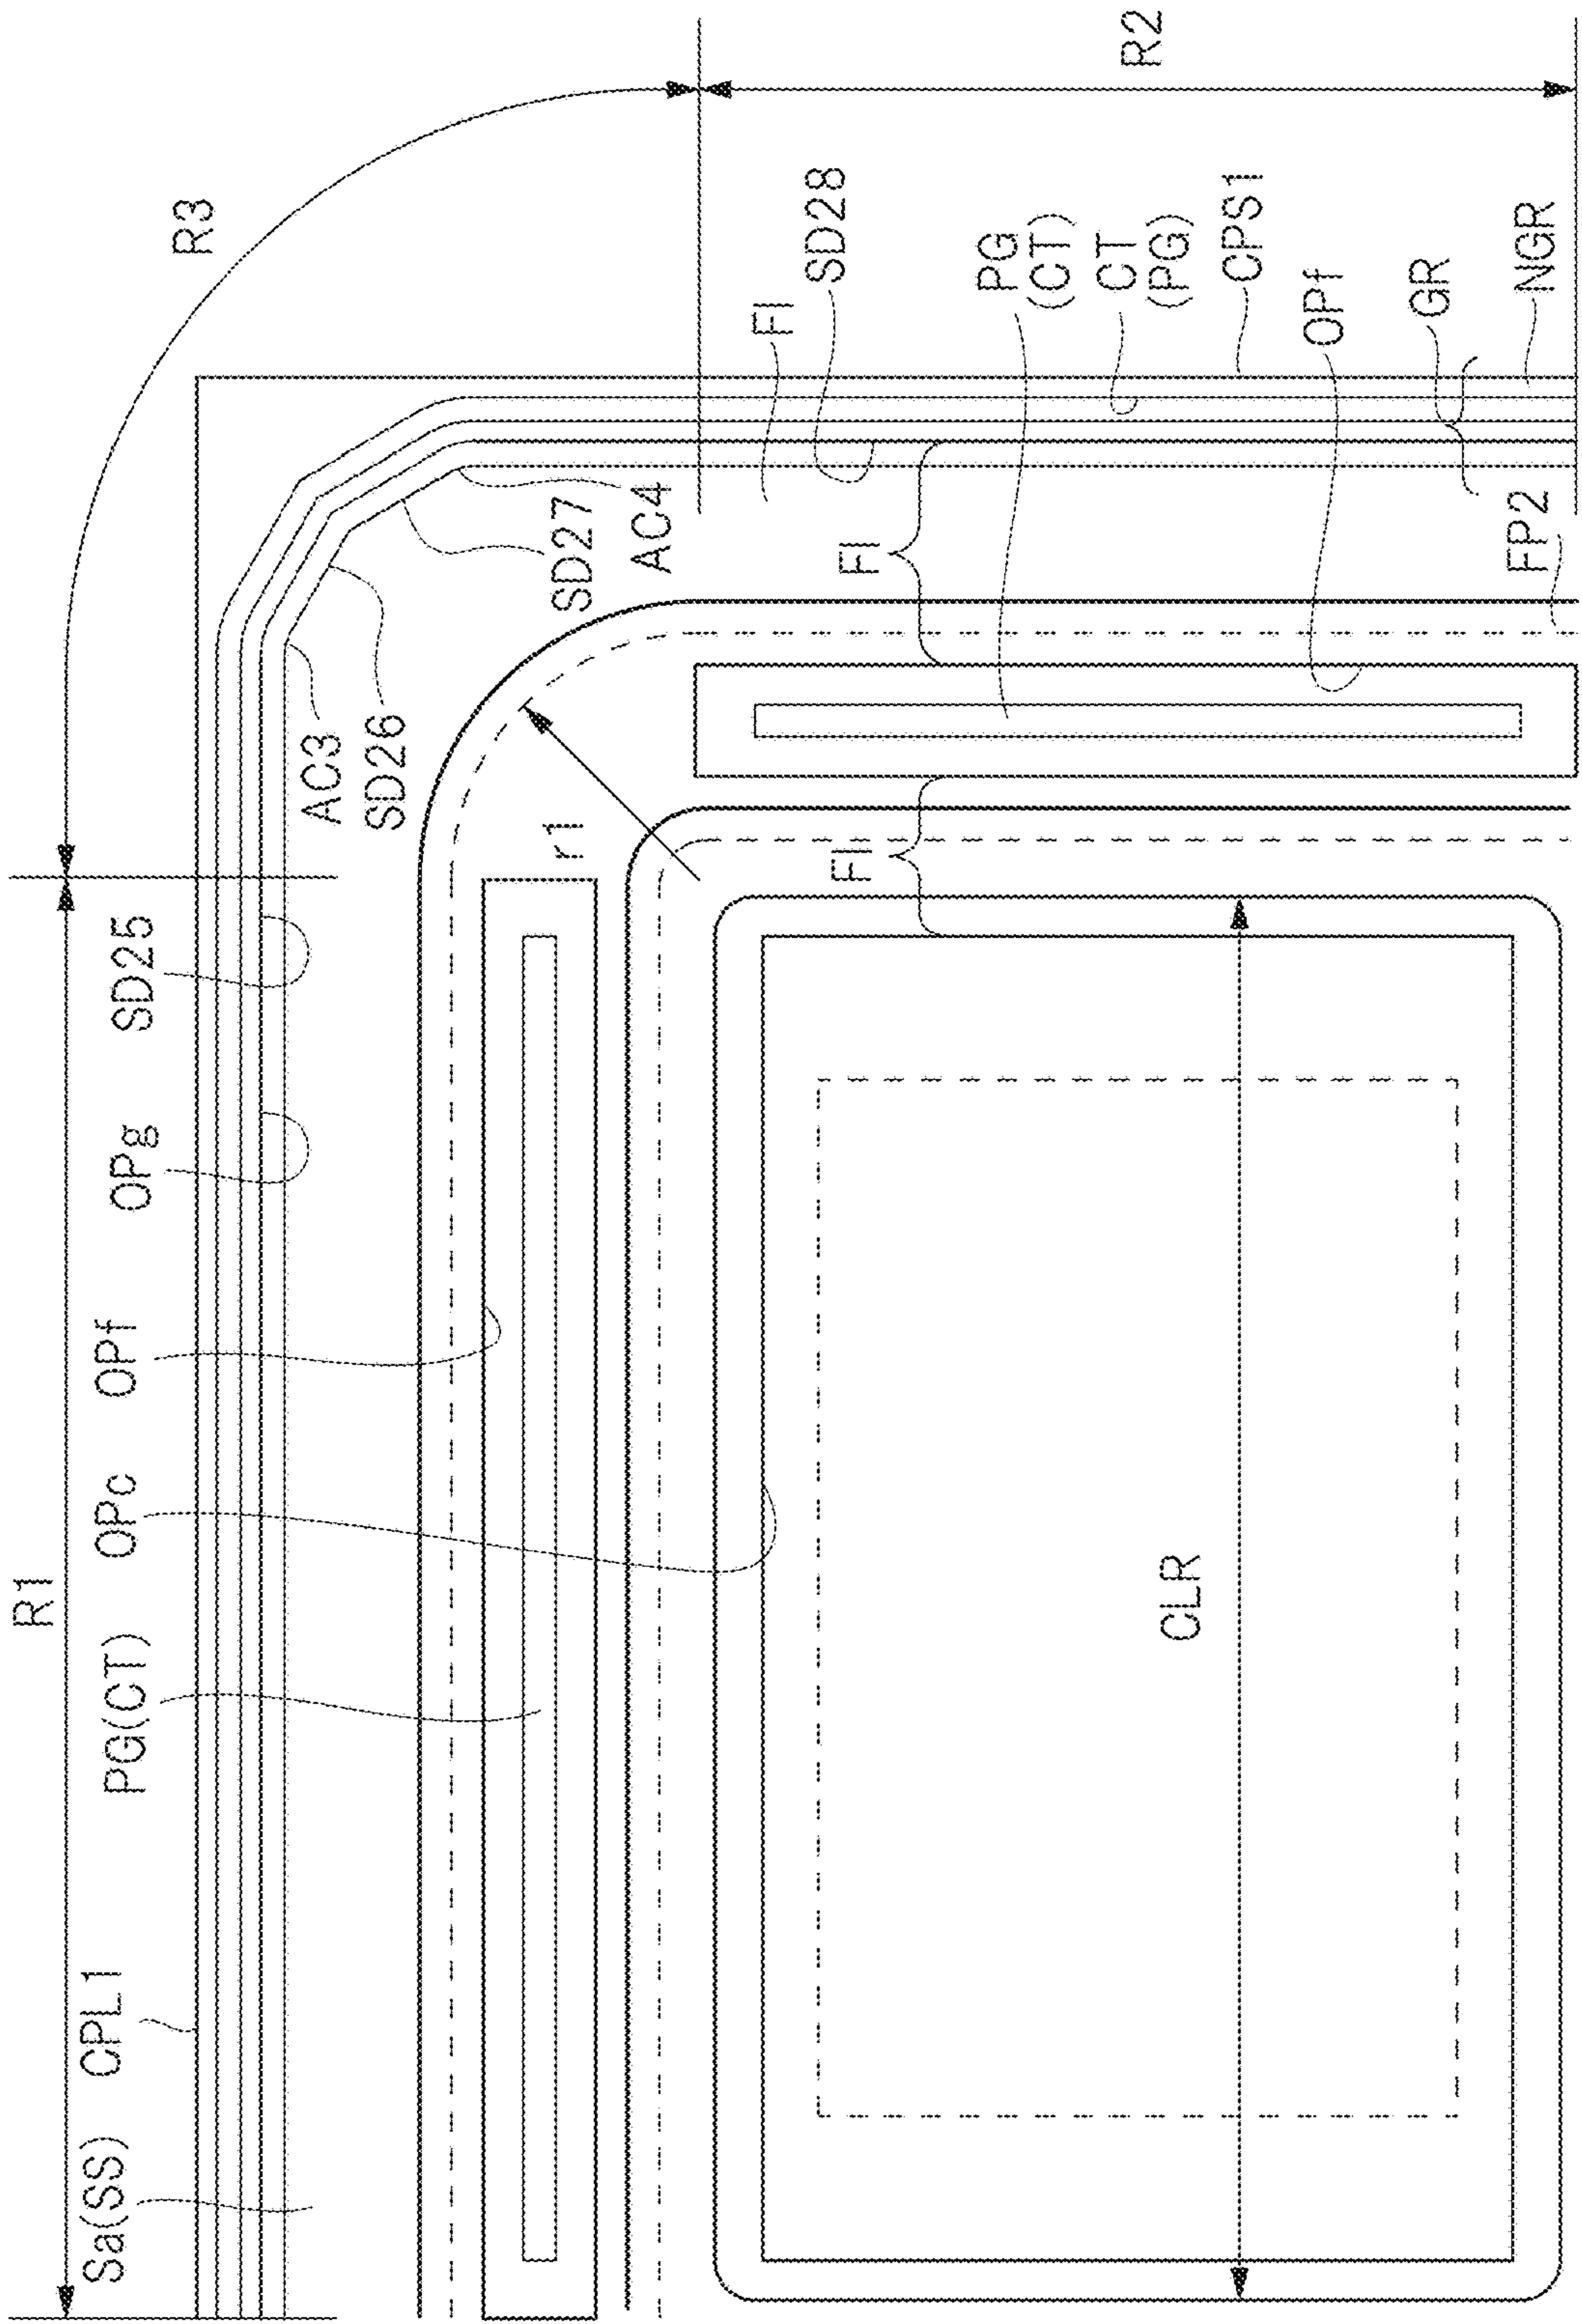 R1
R3
R2
Sa(SS)
CPL1
PG(CT)
OPc
OPf
OPg
SD25
AC3
SD26
SD27
AC4
FI
SD28
PG
(CT)
CT
(PG)
CPS1
OPf
GR
NGR
FI
FP2
r1
FI
CLR